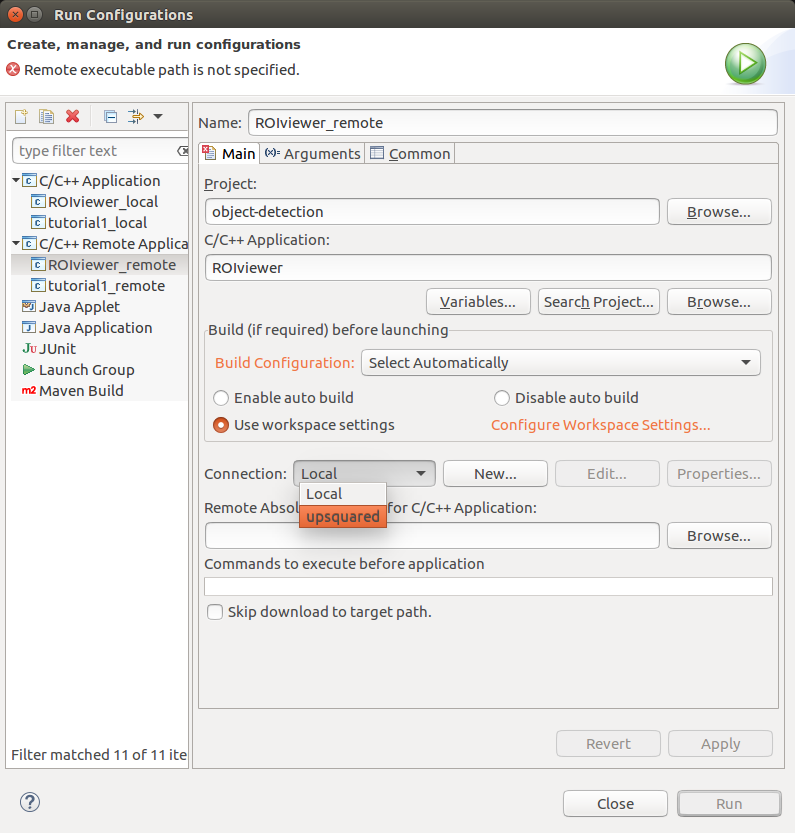 Run Configurations
Create, manage, and run configurations
Remote executable path is not specified.
type filter text
C/C++ Application
ROIviewer_local
tutorial1_local
C/C++ Remote Applica
ROIviewer_remote
tutorial1_remote
Java Applet
Java Application
JUnit
Launch Group
m2 Maven Build
Filter matched 11 of 11 ite
Name: ROIviewer_remote
Main (x)= Arguments Common
Project:
object-detection Browse...
C/C++ Application:
ROIviewer
Variables... Search Project... Browse...
Build (if required) before launching
Build Configuration: Select Automatically
Enable auto build Disable auto build
Use workspace settings Configure Workspace Settings...
Connection: Local New... Edit... Properties...
Local
upsquared
Remote Absol for C/C++ Application:
Browse...
Commands to execute before application
Skip download to target path.
Revert Apply
? Close Run